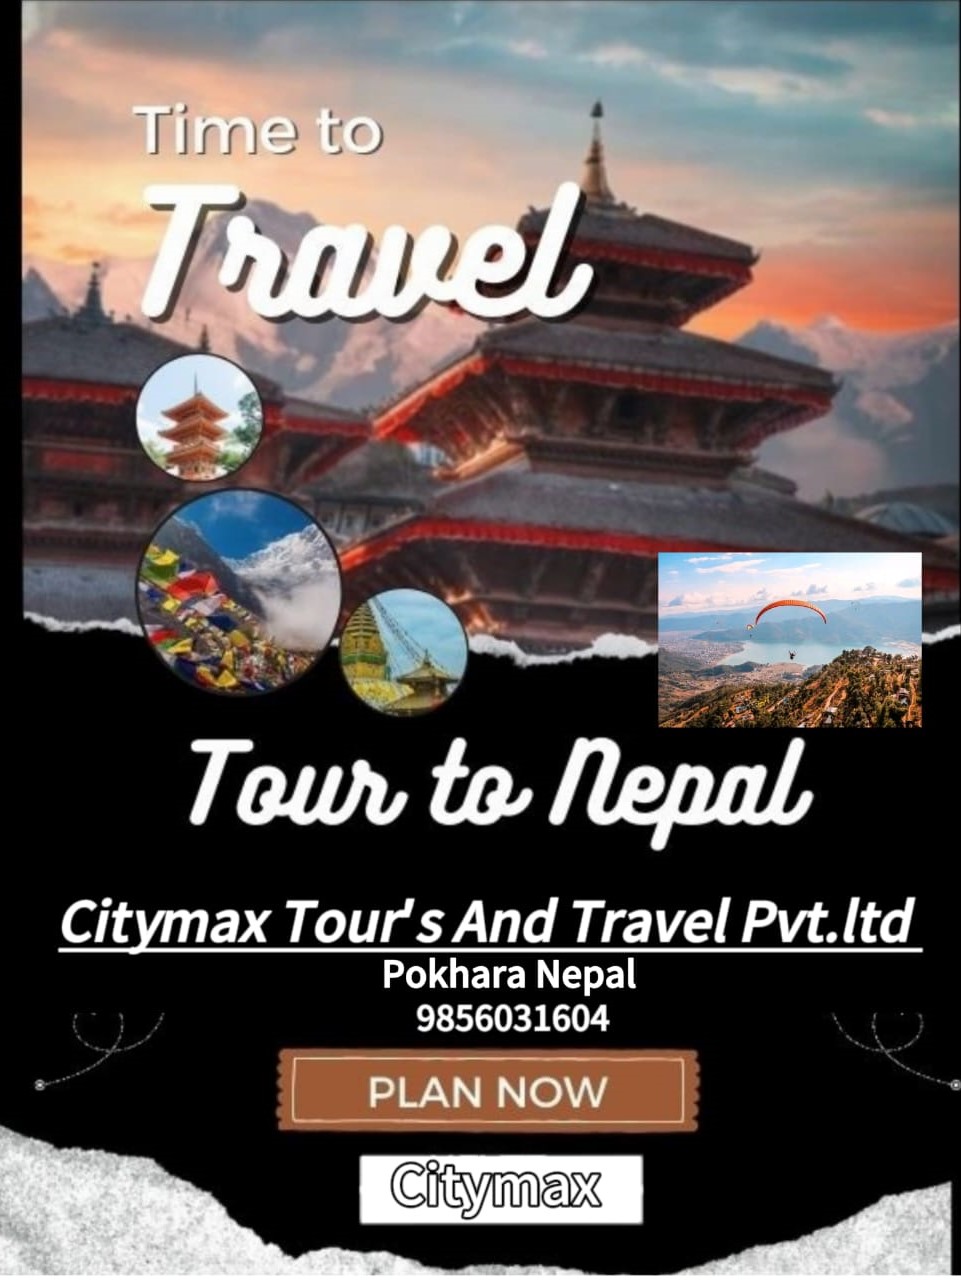 Time to
Travel
Tour to Nepal
Citymax Tour's And Travel Pvt.ltd
Pokhara Nepal
9856031604
PLAN NOW
Citymax